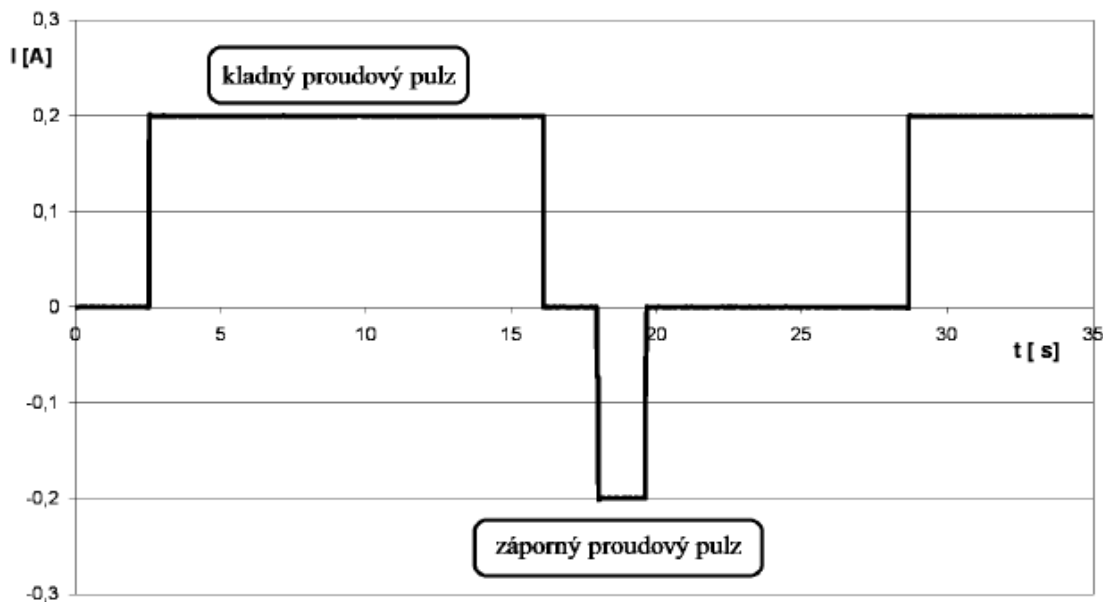 0,3
I [A]
kladný proudový pulz
0,2
0,1
0
0 5 10 15 20 25 30 35
t [ s]
-0,1
-0,2
záporný proudový pulz
-0,3